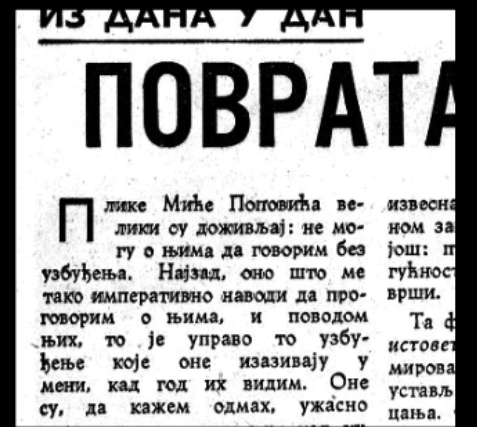 ИЗ ДАНА У ДАН
ПОВРАТА
Плике Миће Поповића ве-
лики су доживљај: не мо-
гу о њима да говорим без
узбуђења. Најзад, оно што ме
тако императивно наводи да про-
говорим о њима, и поводом
њих, то је управо то узбу-
ђење које оне изазивају у
мени, кад год их видим. Оне
су, да кажем одмах, ужасно
извесна
ном за
још: п
гућност
врши.
Та ф
истовет
мирова
устављ
цања.